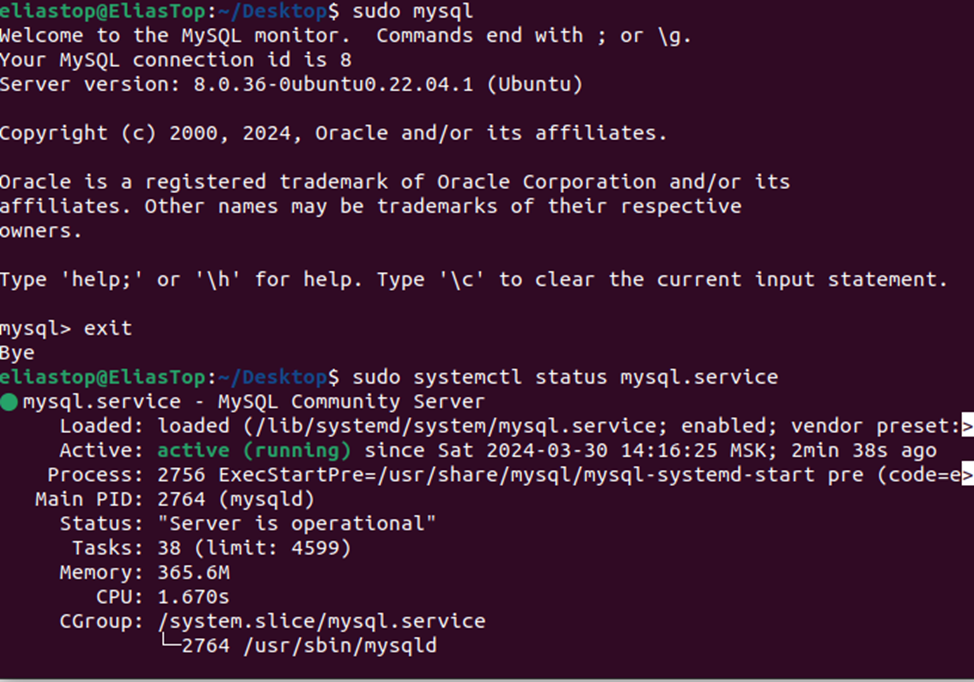 eliastop@EliasTop:~/Desktop$ sudo mysql
Welcome to the MySQL monitor.  Commands end with ; or \g.
Your MySQL connection id is 8
Server version: 8.0.36-0ubuntu0.22.04.1 (Ubuntu)
Copyright (c) 2000, 2024, Oracle and/or its affiliates.
Oracle is a registered trademark of Oracle Corporation and/or its
affiliates. Other names may be trademarks of their respective
owners.
Type 'help;' or '\h' for help. Type '\c' to clear the current input statement.
mysql> exit
Bye
eliastop@EliasTop:~/Desktop$ sudo systemctl status mysql.service
● mysql.service - MySQL Community Server
     Loaded: loaded (/lib/systemd/system/mysql.service; enabled; vendor preset:>
     Active: active (running) since Sat 2024-03-30 14:16:25 MSK; 2min 38s ago
    Process: 2756 ExecStartPre=/usr/share/mysql/mysql-systemd-start pre (code=e>
   Main PID: 2764 (mysqld)
     Status: "Server is operational"
      Tasks: 38 (limit: 4599)
     Memory: 365.6M
        CPU: 1.670s
     CGroup: /system.slice/mysql.service
             └─2764 /usr/sbin/mysqld